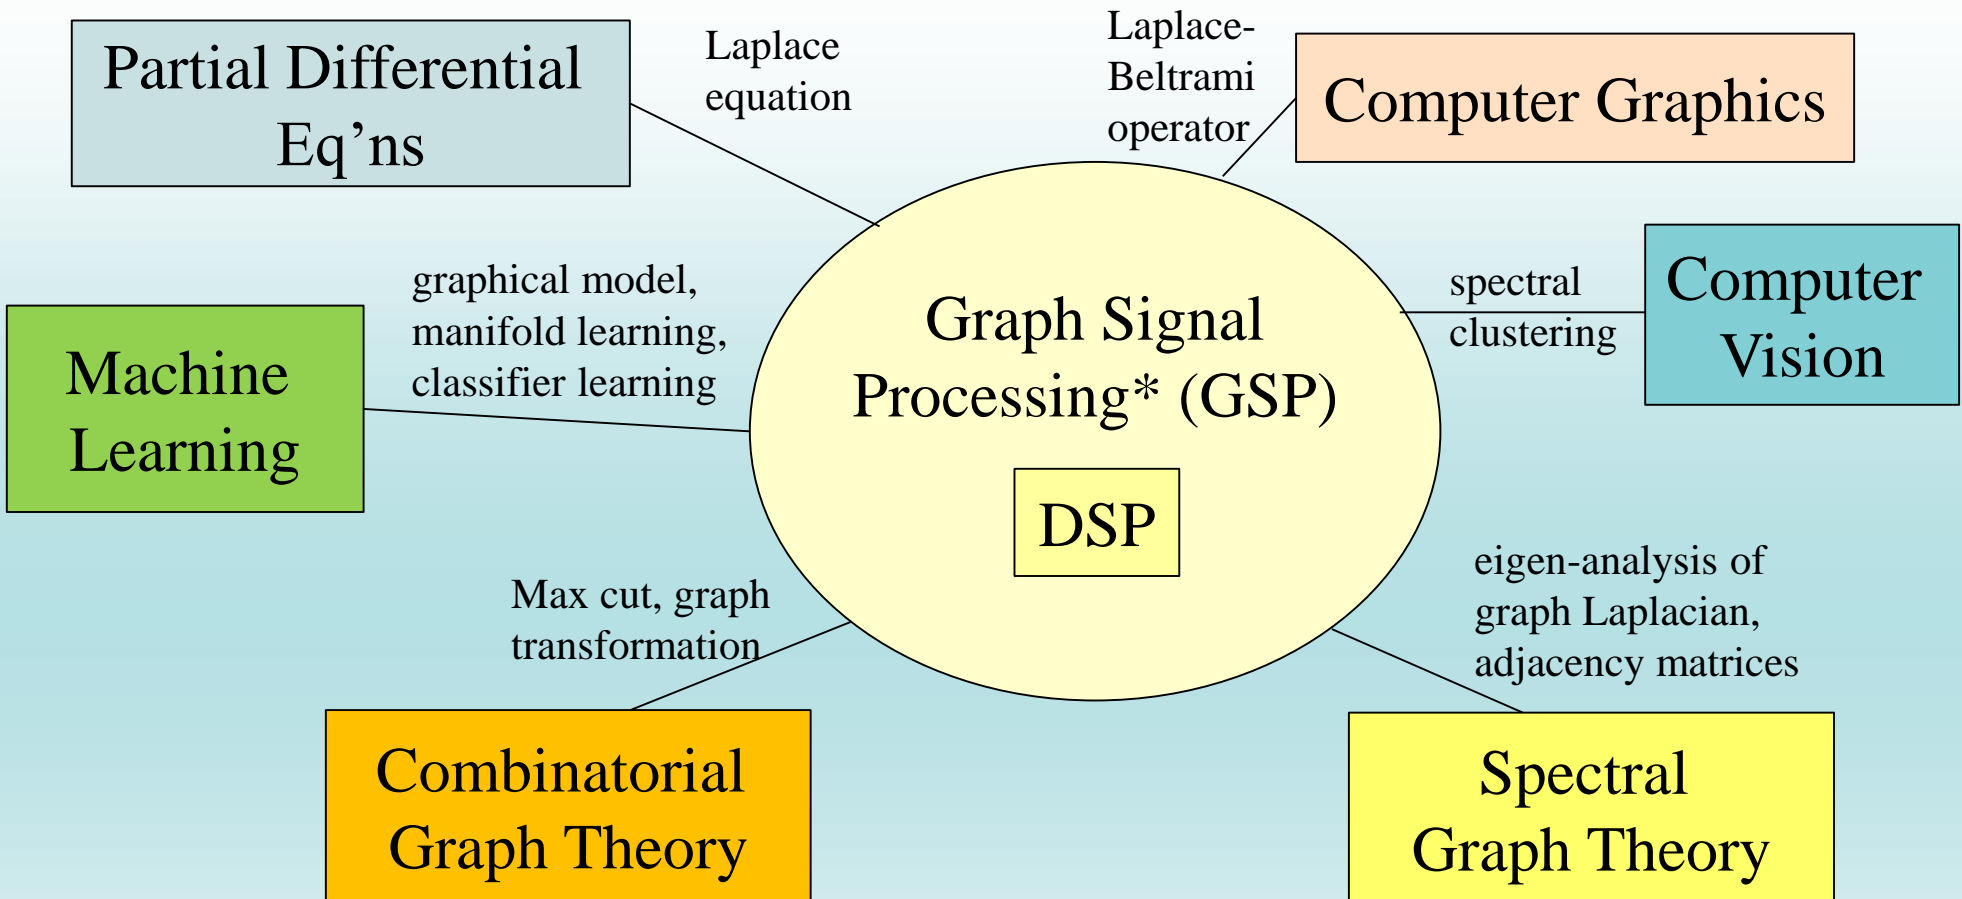 Partial Differential
Eq’ns
Laplace
equation
Laplace-
Beltrami
operator
Computer Graphics
graphical model,
manifold learning,
classifier learning
Machine
Learning
Graph Signal
Processing* (GSP)
DSP
spectral
clustering
Computer
Vision
Max cut, graph
transformation
eigen-analysis of
graph Laplacian,
adjacency matrices
Combinatorial
Graph Theory
Spectral
Graph Theory